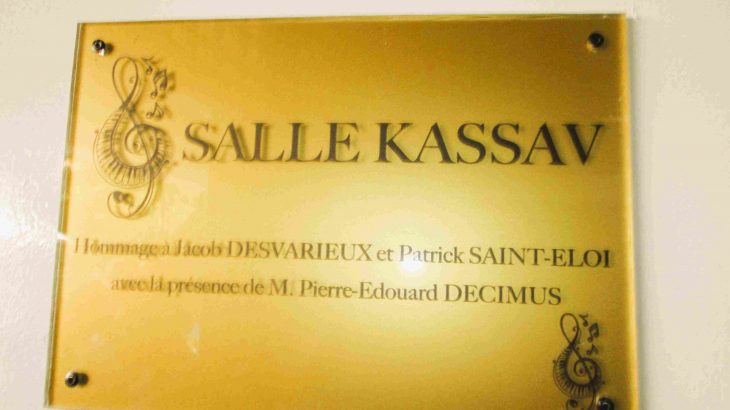 SALLE KASSAV
Hommage à Jacob DESVARIEUX et Patrick SAINT-ELOI
avec la présence de M. Pierre-Edouard DECIMUS